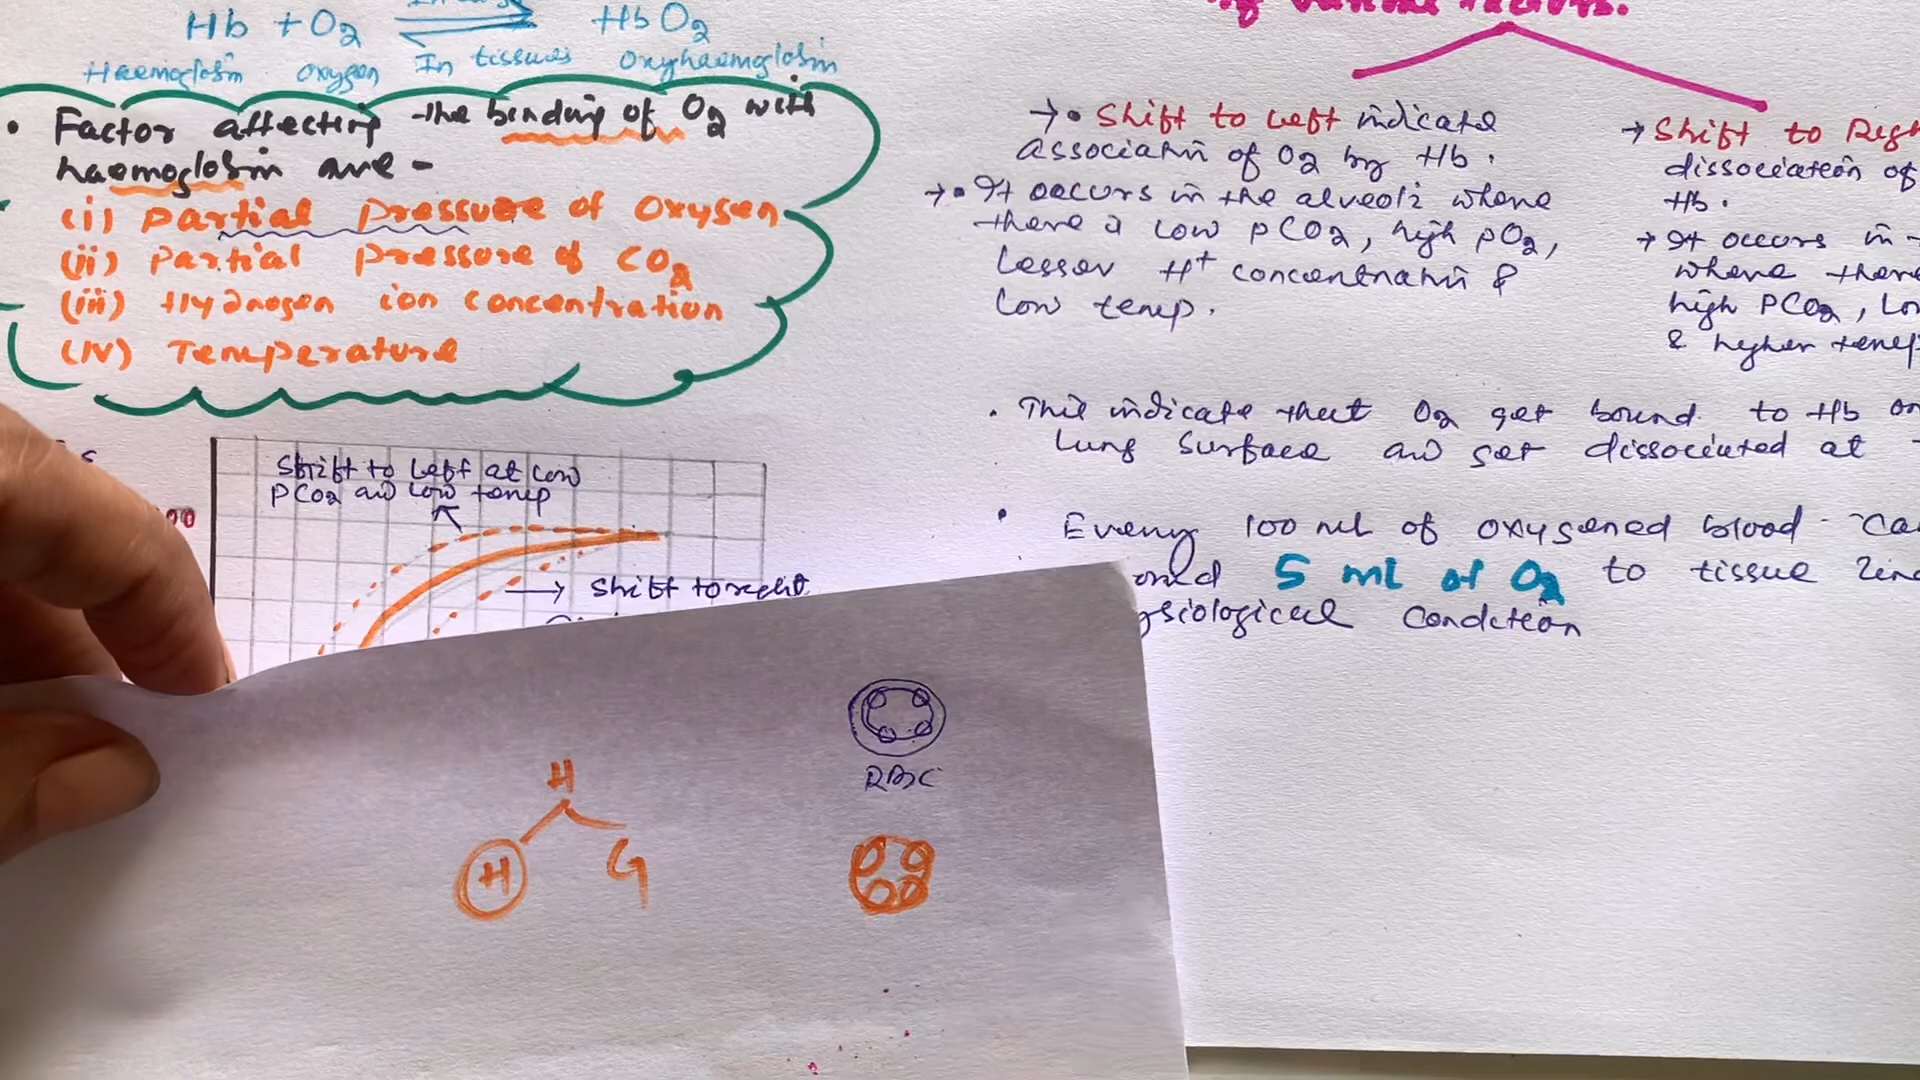 Hb + O2 ⇌ HbO2
Haemoglobin oxygen In tissues Oxyhaemoglobin
• Factor affecting the binding of O2 with
haemoglobin are -
(i) Partial pressure of Oxygen
(ii) Partial pressure of CO2
(iii) Hydrogen ion concentration
(IV) Temperature
Shift to Left at Low
PCO2 and Low temp
100
→ Shift to right
H
H G
RBC
→ • Shift to Left indicate
association of O2 by Hb.
→ • It occurs in the alveoli where
there is Low pCO2, high pO2,
Lesser H+ concentration &
Low temp.
→ Shift to
dissociation of
Hb.
→ It occurs in
where there
high PCO2,
& higher temp
• This indicate that O2 get bound to Hb on
Lung Surface and get dissociated at
• Every 100 ml of oxygened blood can
5 ml of O2 to tissue
condition